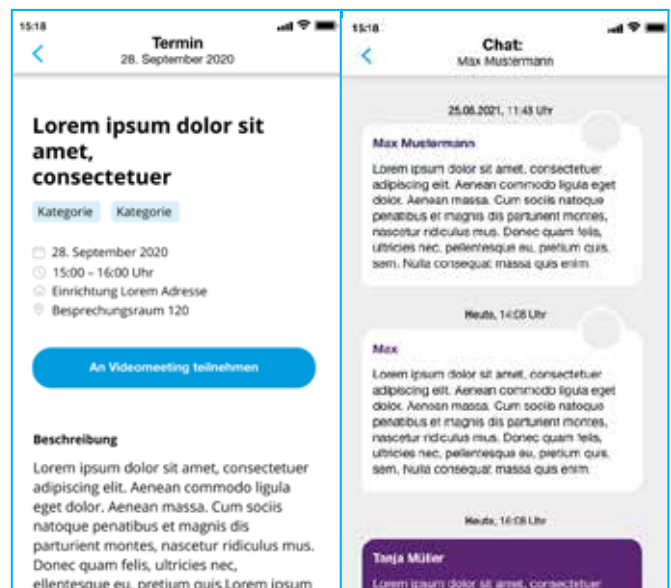 15:18
Termin
28. September 2020
Lorem ipsum dolor sit
amet,
consectetuer
Kategorie Kategorie
28. September 2020
15:00 – 16:00 Uhr
Einrichtung Lorem Adresse
Besprechungsraum 120
An Videomeeting teilnehmen
Beschreibung
Lorem ipsum dolor sit amet, consectetuer
adipiscing elit. Aenean commodo ligula
eget dolor. Aenean massa. Cum sociis
natoque penatibus et magnis dis
parturient montes, nascetur ridiculus mus.
Donec quam felis, ultricies nec,
ellentesque eu, pretium quis.Lorem ipsum
15:18
Chat:
Max Mustermann
25.08.2021, 11:43 Uhr
Max Mustermann
Lorem ipsum dolor sit amet, consectetuer
adipiscing elit. Aenean commodo ligula eget
dolor. Aenean massa. Cum sociis natoque
penatibus et magnis dis parturient montes,
nascetur ridiculus mus. Donec quam felis,
ultricies nec, pellentesque eu, pretium quis,
sem. Nulla consequat massa quis enim.
Heute, 14:08 Uhr
Max
Lorem ipsum dolor sit amet, consectetuer
adipiscing elit. Aenean commodo ligula eget
dolor. Aenean massa. Cum sociis natoque
penatibus et magnis dis parturient montes,
nascetur ridiculus mus. Donec quam felis,
ultricies nec, pellentesque eu, pretium quis,
sem. Nulla consequat massa quis enim.
Heute, 16:08 Uhr
Tanja Müller
Lorem ipsum dolor sit amet, consectetuer